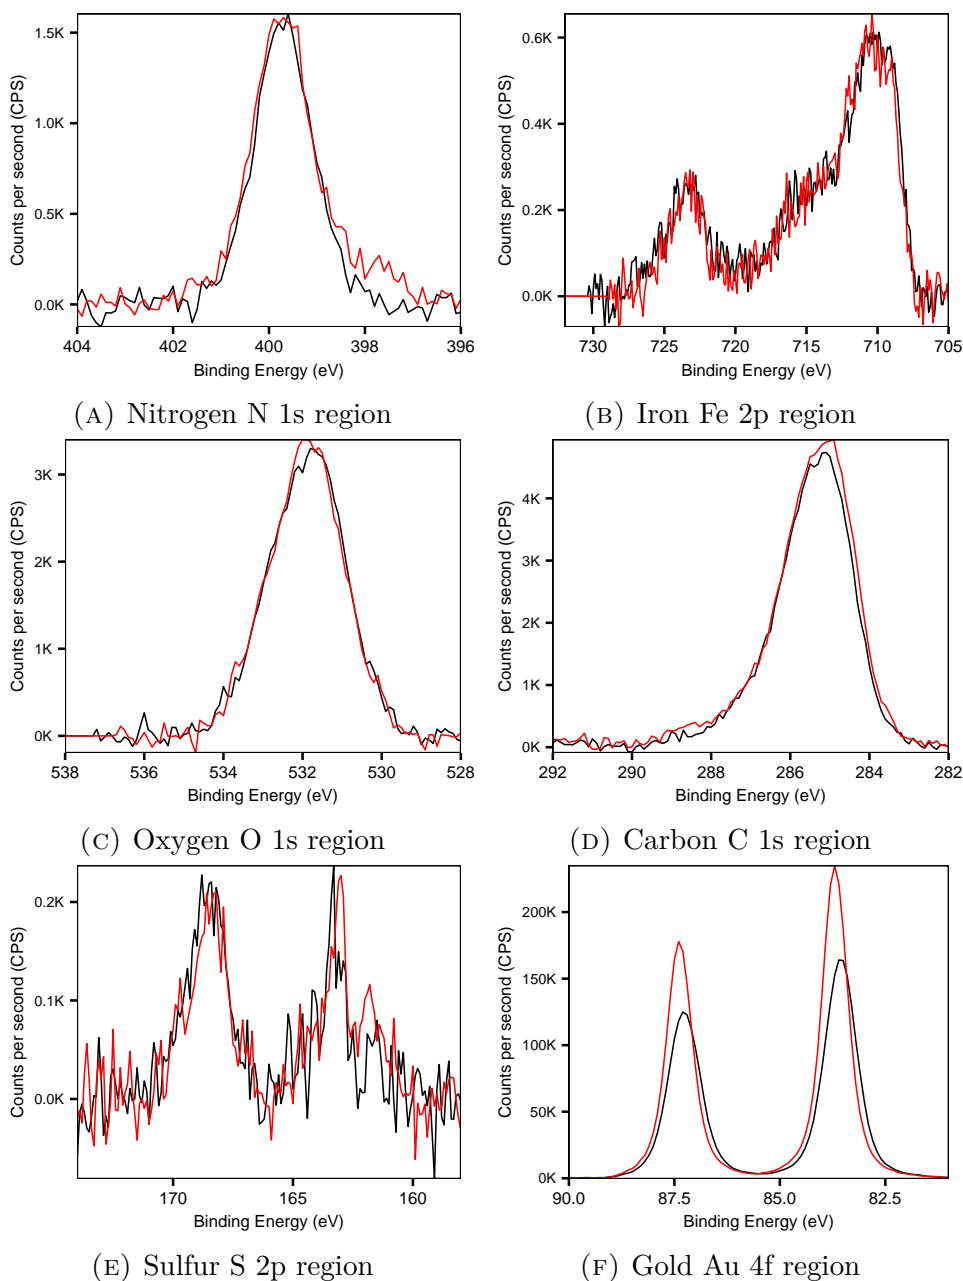 1.5K
1.0K
0.5K
0.0K
Counts per second (CPS)
404 402 400 398 396
Binding Energy (eV)
(A) Nitrogen N 1s region
0.6K
0.4K
0.2K
0.0K
Counts per second (CPS)
730 725 720 715 710 705
Binding Energy (eV)
(B) Iron Fe 2p region
3K
2K
1K
0K
Counts per second (CPS)
538 536 534 532 530 528
Binding Energy (eV)
(C) Oxygen O 1s region
4K
2K
1K
0K
Counts per second (CPS)
292 290 288 286 284 282
Binding Energy (eV)
(D) Carbon C 1s region
0.2K
0.1K
0.0K
Counts per second (CPS)
170 165 160
Binding Energy (eV)
(E) Sulfur S 2p region
200K
150K
100K
50K
0K
Counts per second (CPS)
90.0 87.5 85.0 82.5
Binding Energy (eV)
(F) Gold Au 4f region